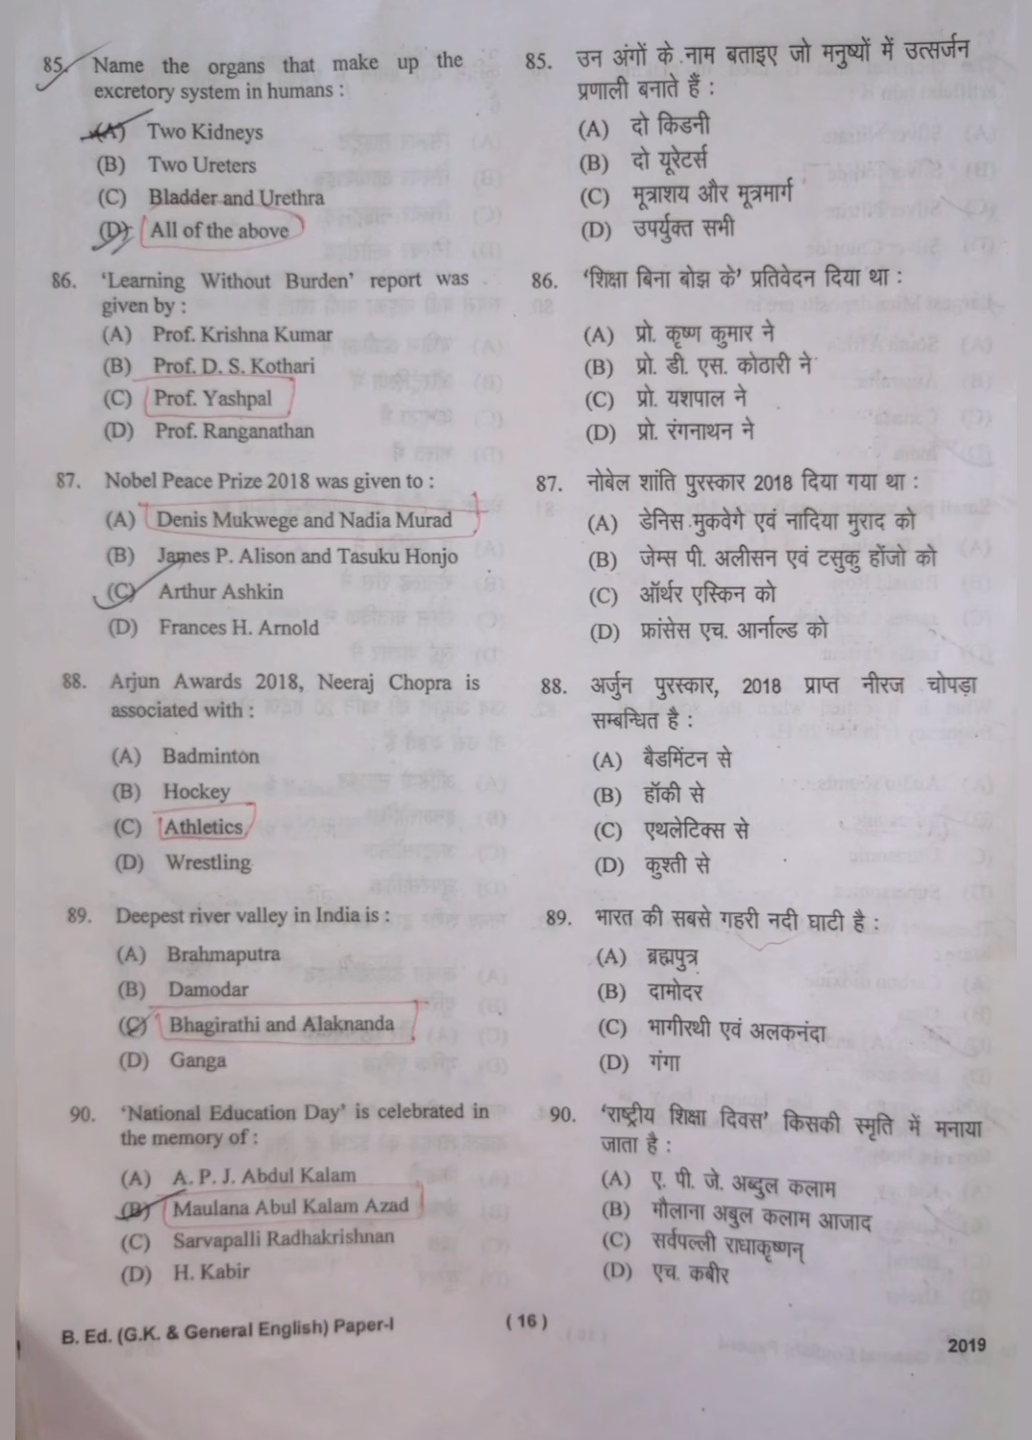 85. Name the organs that make up the
excretory system in humans :
(A) Two Kidneys
(B) Two Ureters
(C) Bladder and Urethra
(D) All of the above
86. ‘Learning Without Burden’ report was
given by :
(A) Prof. Krishna Kumar
(B) Prof. D. S. Kothari
(C) Prof. Yashpal
(D) Prof. Ranganathan
87. Nobel Peace Prize 2018 was given to :
(A) Denis Mukwege and Nadia Murad
(B) James P. Alison and Tasuku Honjo
(C) Arthur Ashkin
(D) Frances H. Arnold
88. Arjun Awards 2018, Neeraj Chopra is
associated with :
(A) Badminton
(B) Hockey
(C) Athletics
(D) Wrestling
89. Deepest river valley in India is :
(A) Brahmaputra
(B) Damodar
(C) Bhagirathi and Alaknanda
(D) Ganga
90. ‘National Education Day’ is celebrated in
the memory of :
(A) A. P. J. Abdul Kalam
(B) Maulana Abul Kalam Azad
(C) Sarvapalli Radhakrishnan
(D) H. Kabir
85. उन अंगों के नाम बताइए जो मनुष्यों में उत्सर्जन
प्रणाली बनाते हैं :
(A) दो किडनी
(B) दो यूरेटर्स
(C) मूत्राशय और मूत्रमार्ग
(D) उपर्युक्त सभी
86. ‘शिक्षा बिना बोझ के’ प्रतिवेदन दिया था :
(A) प्रो. कृष्ण कुमार ने
(B) प्रो. डी. एस. कोठारी ने
(C) प्रो. यशपाल ने
(D) प्रो. रंगनाथन ने
87. नोबेल शांति पुरस्कार 2018 दिया गया था :
(A) डेनिस मुकवेगे एवं नादिया मुराद को
(B) जेम्स पी. अलीसन एवं टसुकु होंजो को
(C) ऑर्थर एस्किन को
(D) फ्रांसेस एच. आर्नाल्ड को
88. अर्जुन पुरस्कार, 2018 प्राप्त नीरज चोपड़ा
सम्बन्धित है :
(A) बैडमिंटन से
(B) हॉकी से
(C) एथलेटिक्स से
(D) कुश्ती से
89. भारत की सबसे गहरी नदी घाटी है :
(A) ब्रह्मपुत्र
(B) दामोदर
(C) भागीरथी एवं अलकनंदा
(D) गंगा
90. ‘राष्ट्रीय शिक्षा दिवस’ किसकी स्मृति में मनाया
जाता है :
(A) ए. पी. जे. अब्दुल कलाम
(B) मौलाना अबुल कलाम आजाद
(C) सर्वपल्ली राधाकृष्णन्
(D) एच. कबीर
B. Ed. (G.K. & General English) Paper-I
( 16 )
2019